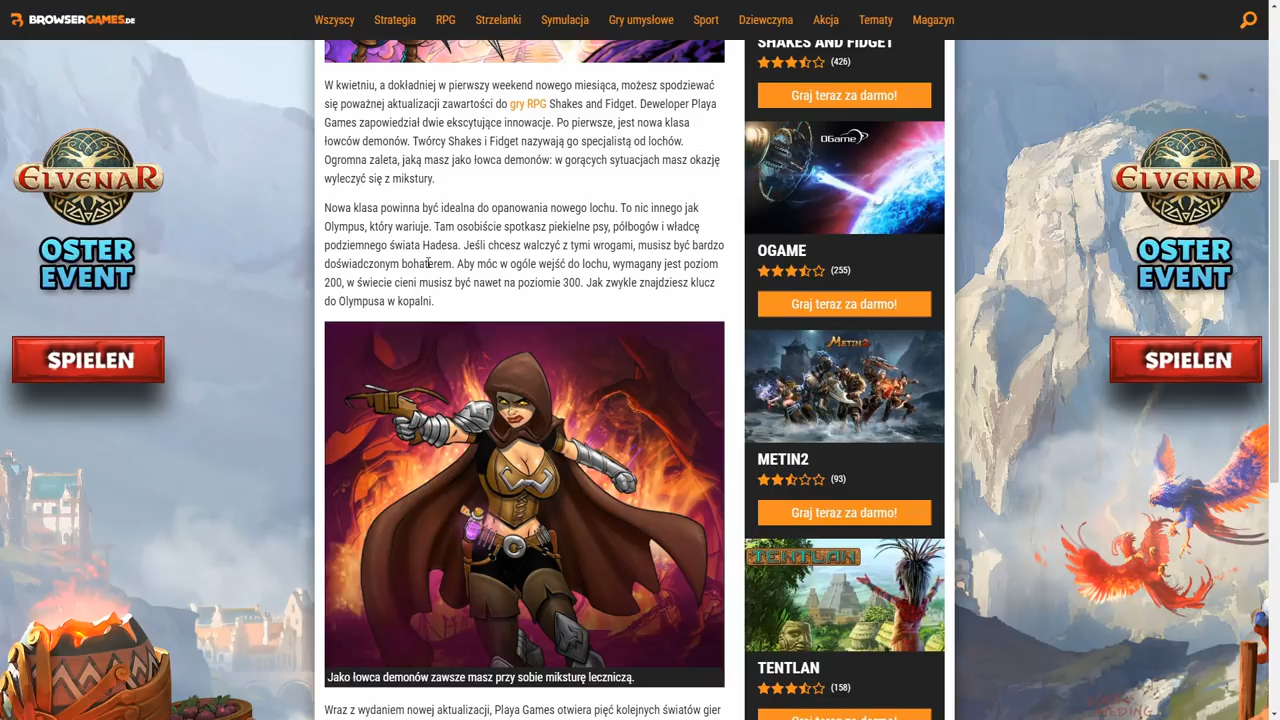 BROWSERGAMES.DE
Wszyscy Strategia RPG Strzelanki Symulacja Gry umysłowe Sport Dziewczyna Akcja Tematy Magazyn
W kwietniu, a dokładniej w pierwszy weekend nowego miesiąca, możesz spodziewać
się poważnej aktualizacji zawartości do gry RPG Shakes and Fidget. Deweloper Playa
Games zapowiedział dwie ekscytujące innowacje. Po pierwsze, jest nowa klasa
łowców demonów. Twórcy Shakes i Fidget nazywają go specjalistą od lochów.
Ogromna zaleta, jaką masz jako łowca demonów: w gorących sytuacjach masz okazję
wyleczyć się z mikstury.
Nowa klasa powinna być idealna do opanowania nowego lochu. To nic innego jak
Olympus, który wariuje. Tam osobiście spotkasz piekielne psy, półbogów i władcę
podziemnego świata Hadesa. Jeśli chcesz walczyć z tymi wrogami, musisz być bardzo
doświadczonym bohaterem. Aby móc w ogóle wejść do lochu, wymagany jest poziom
200, w świecie cieni musisz być nawet na poziomie 300. Jak zwykle znajdziesz klucz
do Olympusa w kopalni.
Jako łowca demonów zawsze masz przy sobie miksturę leczniczą.
Wraz z wydaniem nowej aktualizacji, Playa Games otwiera pięć kolejnych światów gier
SHAKES AND FIDGET
(426)
Graj teraz za darmo!
OGame
OGAME
(255)
Graj teraz za darmo!
METIN2
METIN2
(93)
Graj teraz za darmo!
TENTLAN
TENTLAN
(158)
Graj teraz za darmo!
ELVENAR
OSTER
EVENT
SPIELEN
ELVENAR
OSTER
EVENT
SPIELEN